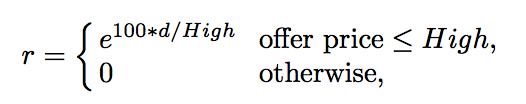 r = { e^{100*d/High} offer price ≤ High,
0 otherwise,